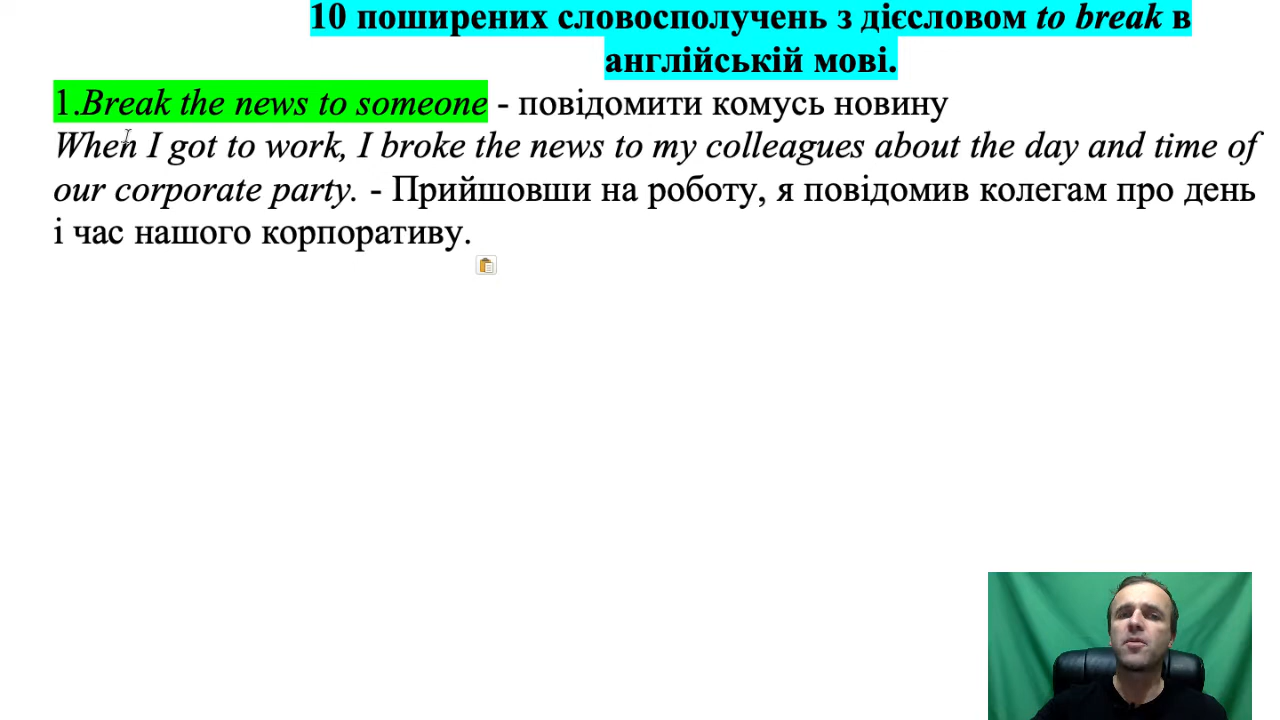 10 поширених словосполучень з дієсловом to break в
англійській мові.
1.Break the news to someone - повідомити комусь новину
When I got to work, I broke the news to my colleagues about the day and time of
our corporate party. - Прийшовши на роботу, я повідомив колегам про день
і час нашого корпоративу.